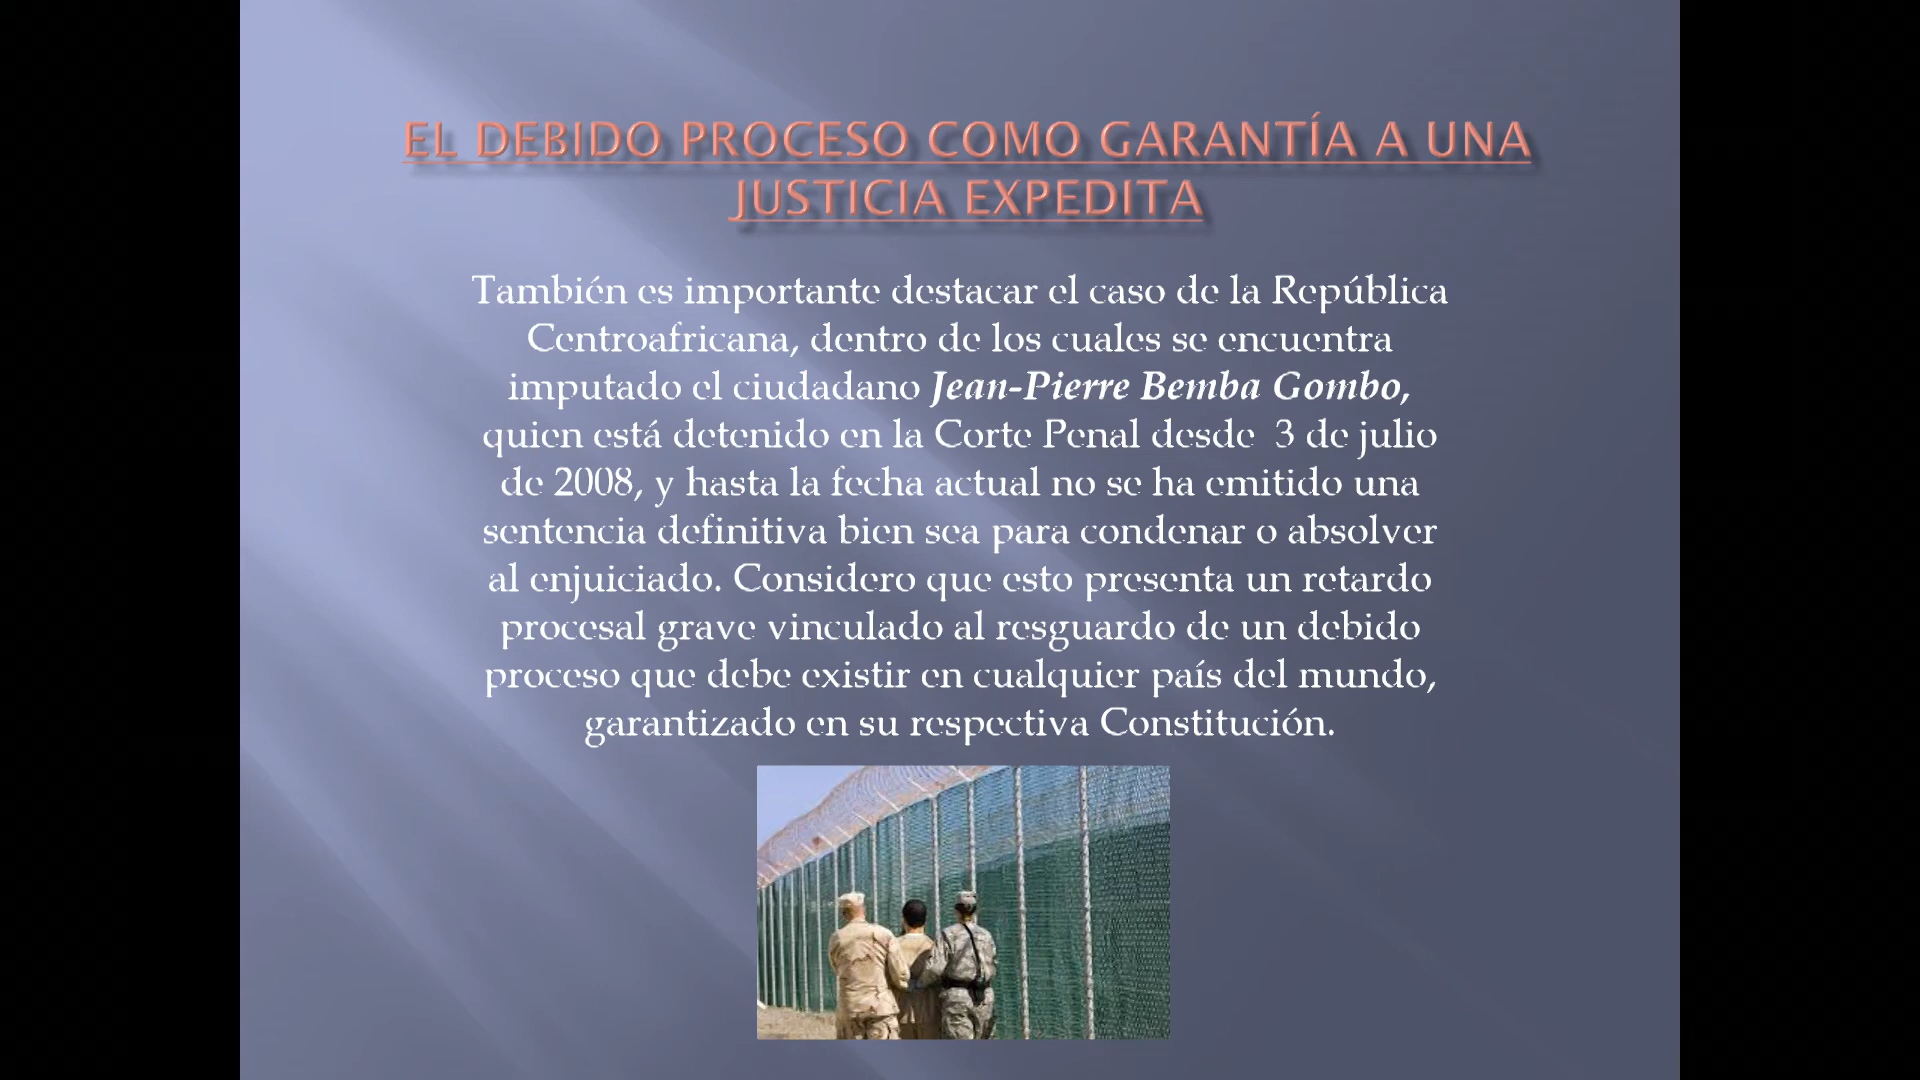 EL DEBIDO PROCESO COMO GARANTÍA A UNA
JUSTICIA EXPEDITA
También es importante destacar el caso de la República
Centroafricana, dentro de los cuales se encuentra
imputado el ciudadano Jean-Pierre Bemba Gombo,
quien está detenido en la Corte Penal desde 3 de julio
de 2008, y hasta la fecha actual no se ha emitido una
sentencia definitiva bien sea para condenar o absolver
al enjuiciado. Considero que esto presenta un retardo
procesal grave vinculado al resguardo de un debido
proceso que debe existir en cualquier país del mundo,
garantizado en su respectiva Constitución.